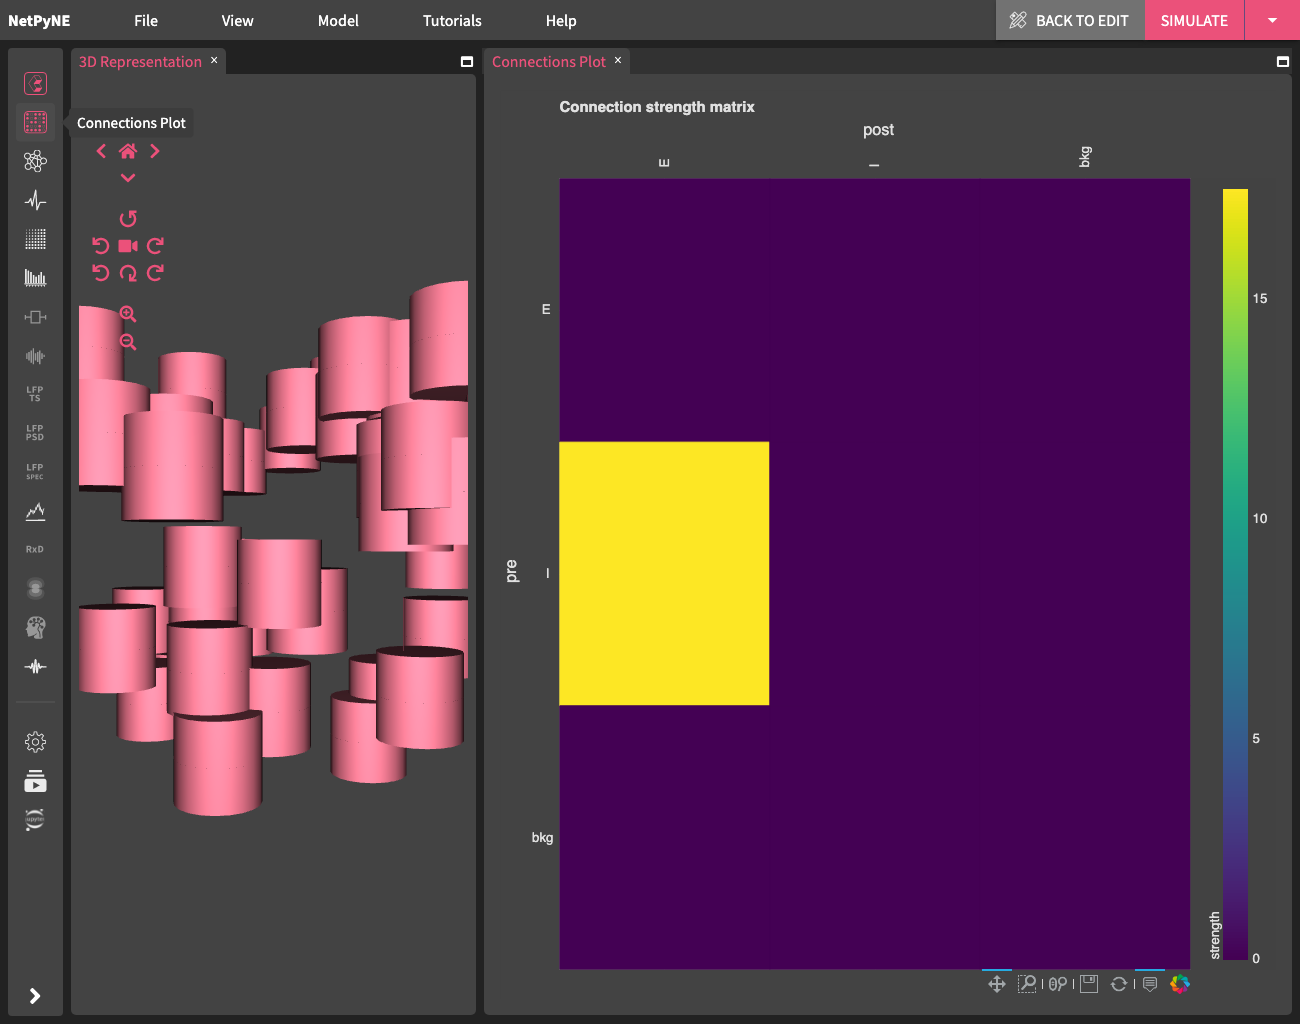 NetPyNE File View Model Tutorials Help BACK TO EDIT SIMULATE
3D Representation ×
Connections Plot ×
Connections Plot
LFP
TS
LFP
PSD
LFP
SPEC
RxD
jupyter
Connection strength matrix
post
E I bkg
pre
E
I
bkg
15
10
5
0
strength